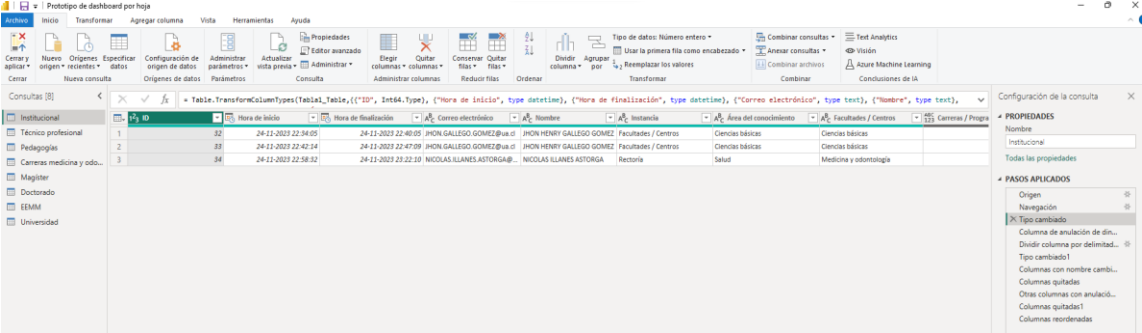 Prototipo de dashboard por hoja
Archivo Inicio Transformar Agregar columna Vista Herramientas Ayuda
Cerrar y aplicar
Nuevo origen
Orígenes recientes
Especificar datos
Configuración de origen de datos
Administrar parámetros
Actualizar vista previa
Propiedades
Editor avanzado
Administrar
Elegir columnas
Quitar columnas
Conservar filas
Quitar filas
Dividir columna
Agrupar por
Tipo de datos: Número entero
Usar la primera fila como encabezado
Reemplazar los valores
Combinar consultas
Anexar consultas
Combinar archivos
Text Analytics
Visión
Azure Machine Learning
Cerrar Nueva consulta Orígenes de datos Parámetros Consulta Administrar columnas Reducir filas Ordenar Transformar Combinar Conclusiones de IA
Consultas [8]
Institucional
Técnico profesional
Pedagogías
Carreras medicina y odo...
Magíster
Doctorado
EEMM
Universidad
fx = Table.TransformColumnTypes(Tabla1_Table,{{"ID", Int64.Type}, {"Hora de inicio", type datetime}, {"Hora de finalización", type datetime}, {"Correo electrónico", type text}, {"Nombre", type text},
ID Hora de inicio Hora de finalización Correo electrónico Nombre Instancia Área del conocimiento Facultades / Centros Carreras / Progra
1 32 24-11-2023 22:34:05 24-11-2023 22:40:05 JHON.GALLEGO.GOMEZ@ua.cl JHON HENRY GALLEGO GOMEZ Facultades / Centros Ciencias básicas Ciencias básicas
2 33 24-11-2023 22:42:14 24-11-2023 22:47:09 JHON.GALLEGO.GOMEZ@ua.cl JHON HENRY GALLEGO GOMEZ Facultades / Centros Ciencias básicas Ciencias básicas
3 34 24-11-2023 22:58:32 24-11-2023 23:22:10 NICOLAS.ILLANES.ASTORGA@... NICOLAS ILLANES ASTORGA Rectoría Salud Medicina y odontología
Configuración de la consulta
PROPIEDADES
Nombre
Institucional
Todas las propiedades
PASOS APLICADOS
Origen
Navegación
Tipo cambiado
Columna de anulación de din...
Dividir columna por delimitad...
Tipo cambiado1
Columnas con nombre cambi...
Columnas quitadas
Otras columnas con anulació...
Columnas quitadas1
Columnas reordenadas